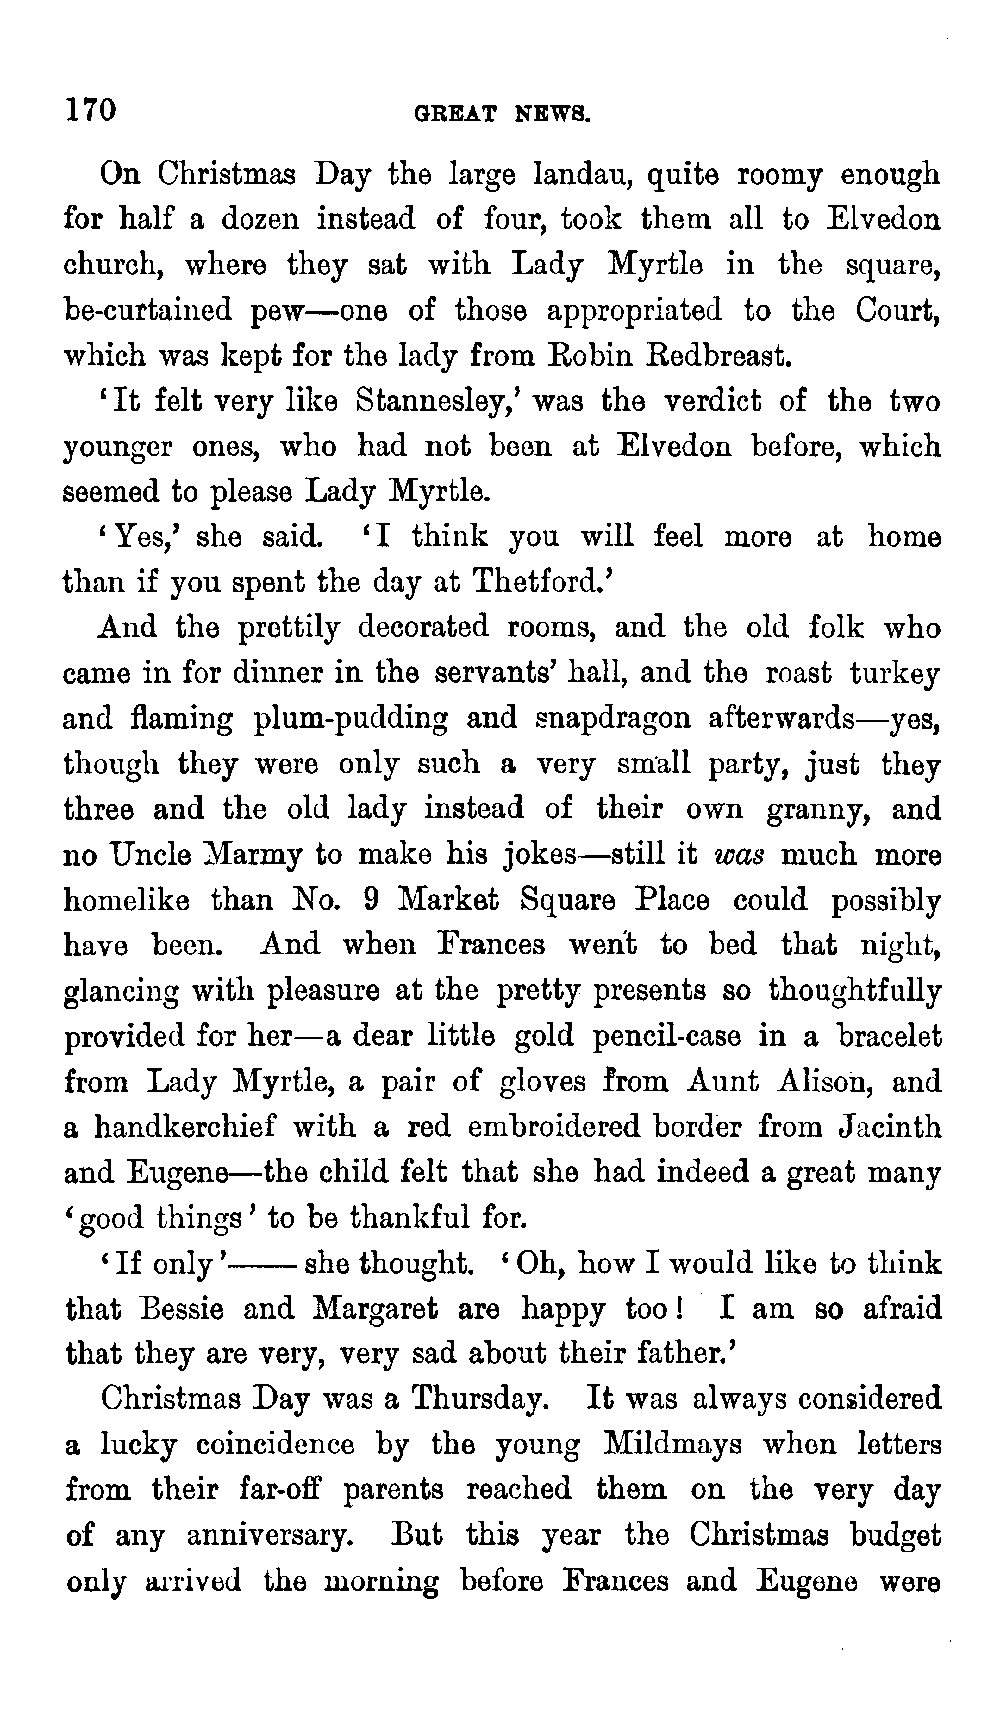 170 GREAT NEWS.
On Christmas Day the large landau, quite roomy enough
for half a dozen instead of four, took them all to Elvedon
church, where they sat with Lady Myrtle in the square,
be-curtained pew—one of those appropriated to the Court,
which was kept for the lady from Robin Redbreast.
‘It felt very like Stannesley,’ was the verdict of the two
younger ones, who had not been at Elvedon before, which
seemed to please Lady Myrtle.
‘Yes,’ she said. ‘I think you will feel more at home
than if you spent the day at Thetford.’
And the prettily decorated rooms, and the old folk who
came in for dinner in the servants’ hall, and the roast turkey
and flaming plum-pudding and snapdragon afterwards—yes,
though they were only such a very small party, just they
three and the old lady instead of their own granny, and
no Uncle Marmy to make his jokes—still it was much more
homelike than No. 9 Market Square Place could possibly
have been. And when Frances went to bed that night,
glancing with pleasure at the pretty presents so thoughtfully
provided for her—a dear little gold pencil-case in a bracelet
from Lady Myrtle, a pair of gloves from Aunt Alison, and
a handkerchief with a red embroidered border from Jacinth
and Eugene—the child felt that she had indeed a great many
‘good things’ to be thankful for.
‘If only’—— she thought. ‘Oh, how I would like to think
that Bessie and Margaret are happy too! I am so afraid
that they are very, very sad about their father.’
Christmas Day was a Thursday. It was always considered
a lucky coincidence by the young Mildmays when letters
from their far-off parents reached them on the very day
of any anniversary. But this year the Christmas budget
only arrived the morning before Frances and Eugene were